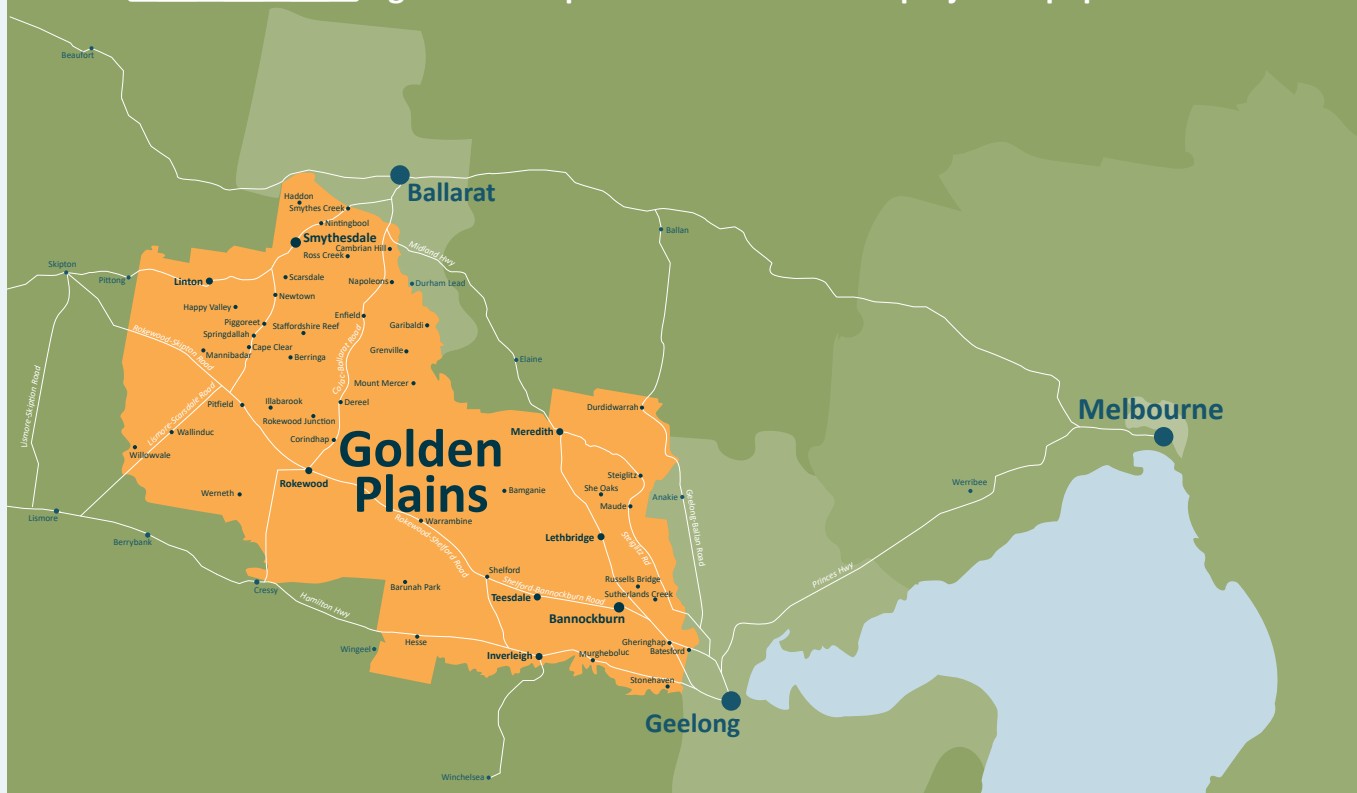 Beaufort
Ballarat
Haddon
Smythes Creek
Nintingbool
Smythesdale
Cambrian Hill
Ross Creek
Midland Hwy
Ballan
Skipton
Pittong
Linton
Scarsdale
Napoleons
Durham Lead
Newtown
Happy Valley
Piggoreet
Staffordshire Reef
Enfield
Garibaldi
Springdallah
Rokewood-Skipton Road
Mannibadar
Cape Clear
Berringa
Colac-Ballarat Road
Grenville
Elaine
Mount Mercer
Lismore-Skiption Road
Lismore-Scarsdale Road
Pitfield
Illabarook
Dereel
Rokewood Junction
Durdidwarrah
Melbourne
Wallinduc
Corindhap
Meredith
Willowvale
Golden
Plains
Rokewood
Steiglitz
Werneth
Bamganie
She Oaks
Anakie
Werribee
Maude
Geelong-Ballan Road
Lismore
Warrambine
Rokewood-Shelford Road
Berrybank
Lethbridge
Steiglitz Rd
Shelford
Russells Bridge
Princes Hwy
Cressy
Barunah Park
Shelford-Bannockburn Road
Sutherlands Creek
Hamilton Hwy
Teesdale
Bannockburn
Wingeel
Hesse
Gheringhap
Batesford
Inverleigh
Murgheboluc
Stonehaven
Geelong
Winchelsea